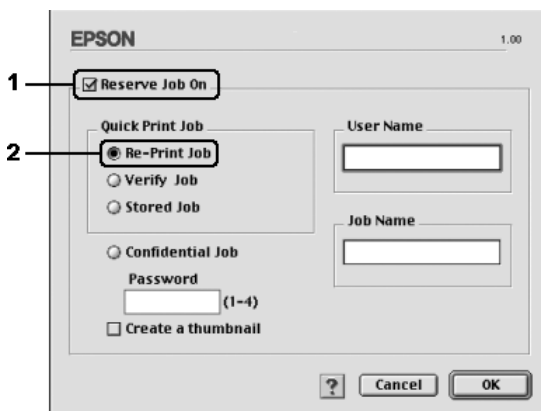 EPSON
1.00
1
Reserve Job On
Quick Print Job
2
Re-Print Job
Verify Job
Stored Job
Confidential Job
Password
(1-4)
Create a thumbnail
User Name
Job Name
?
Cancel
OK